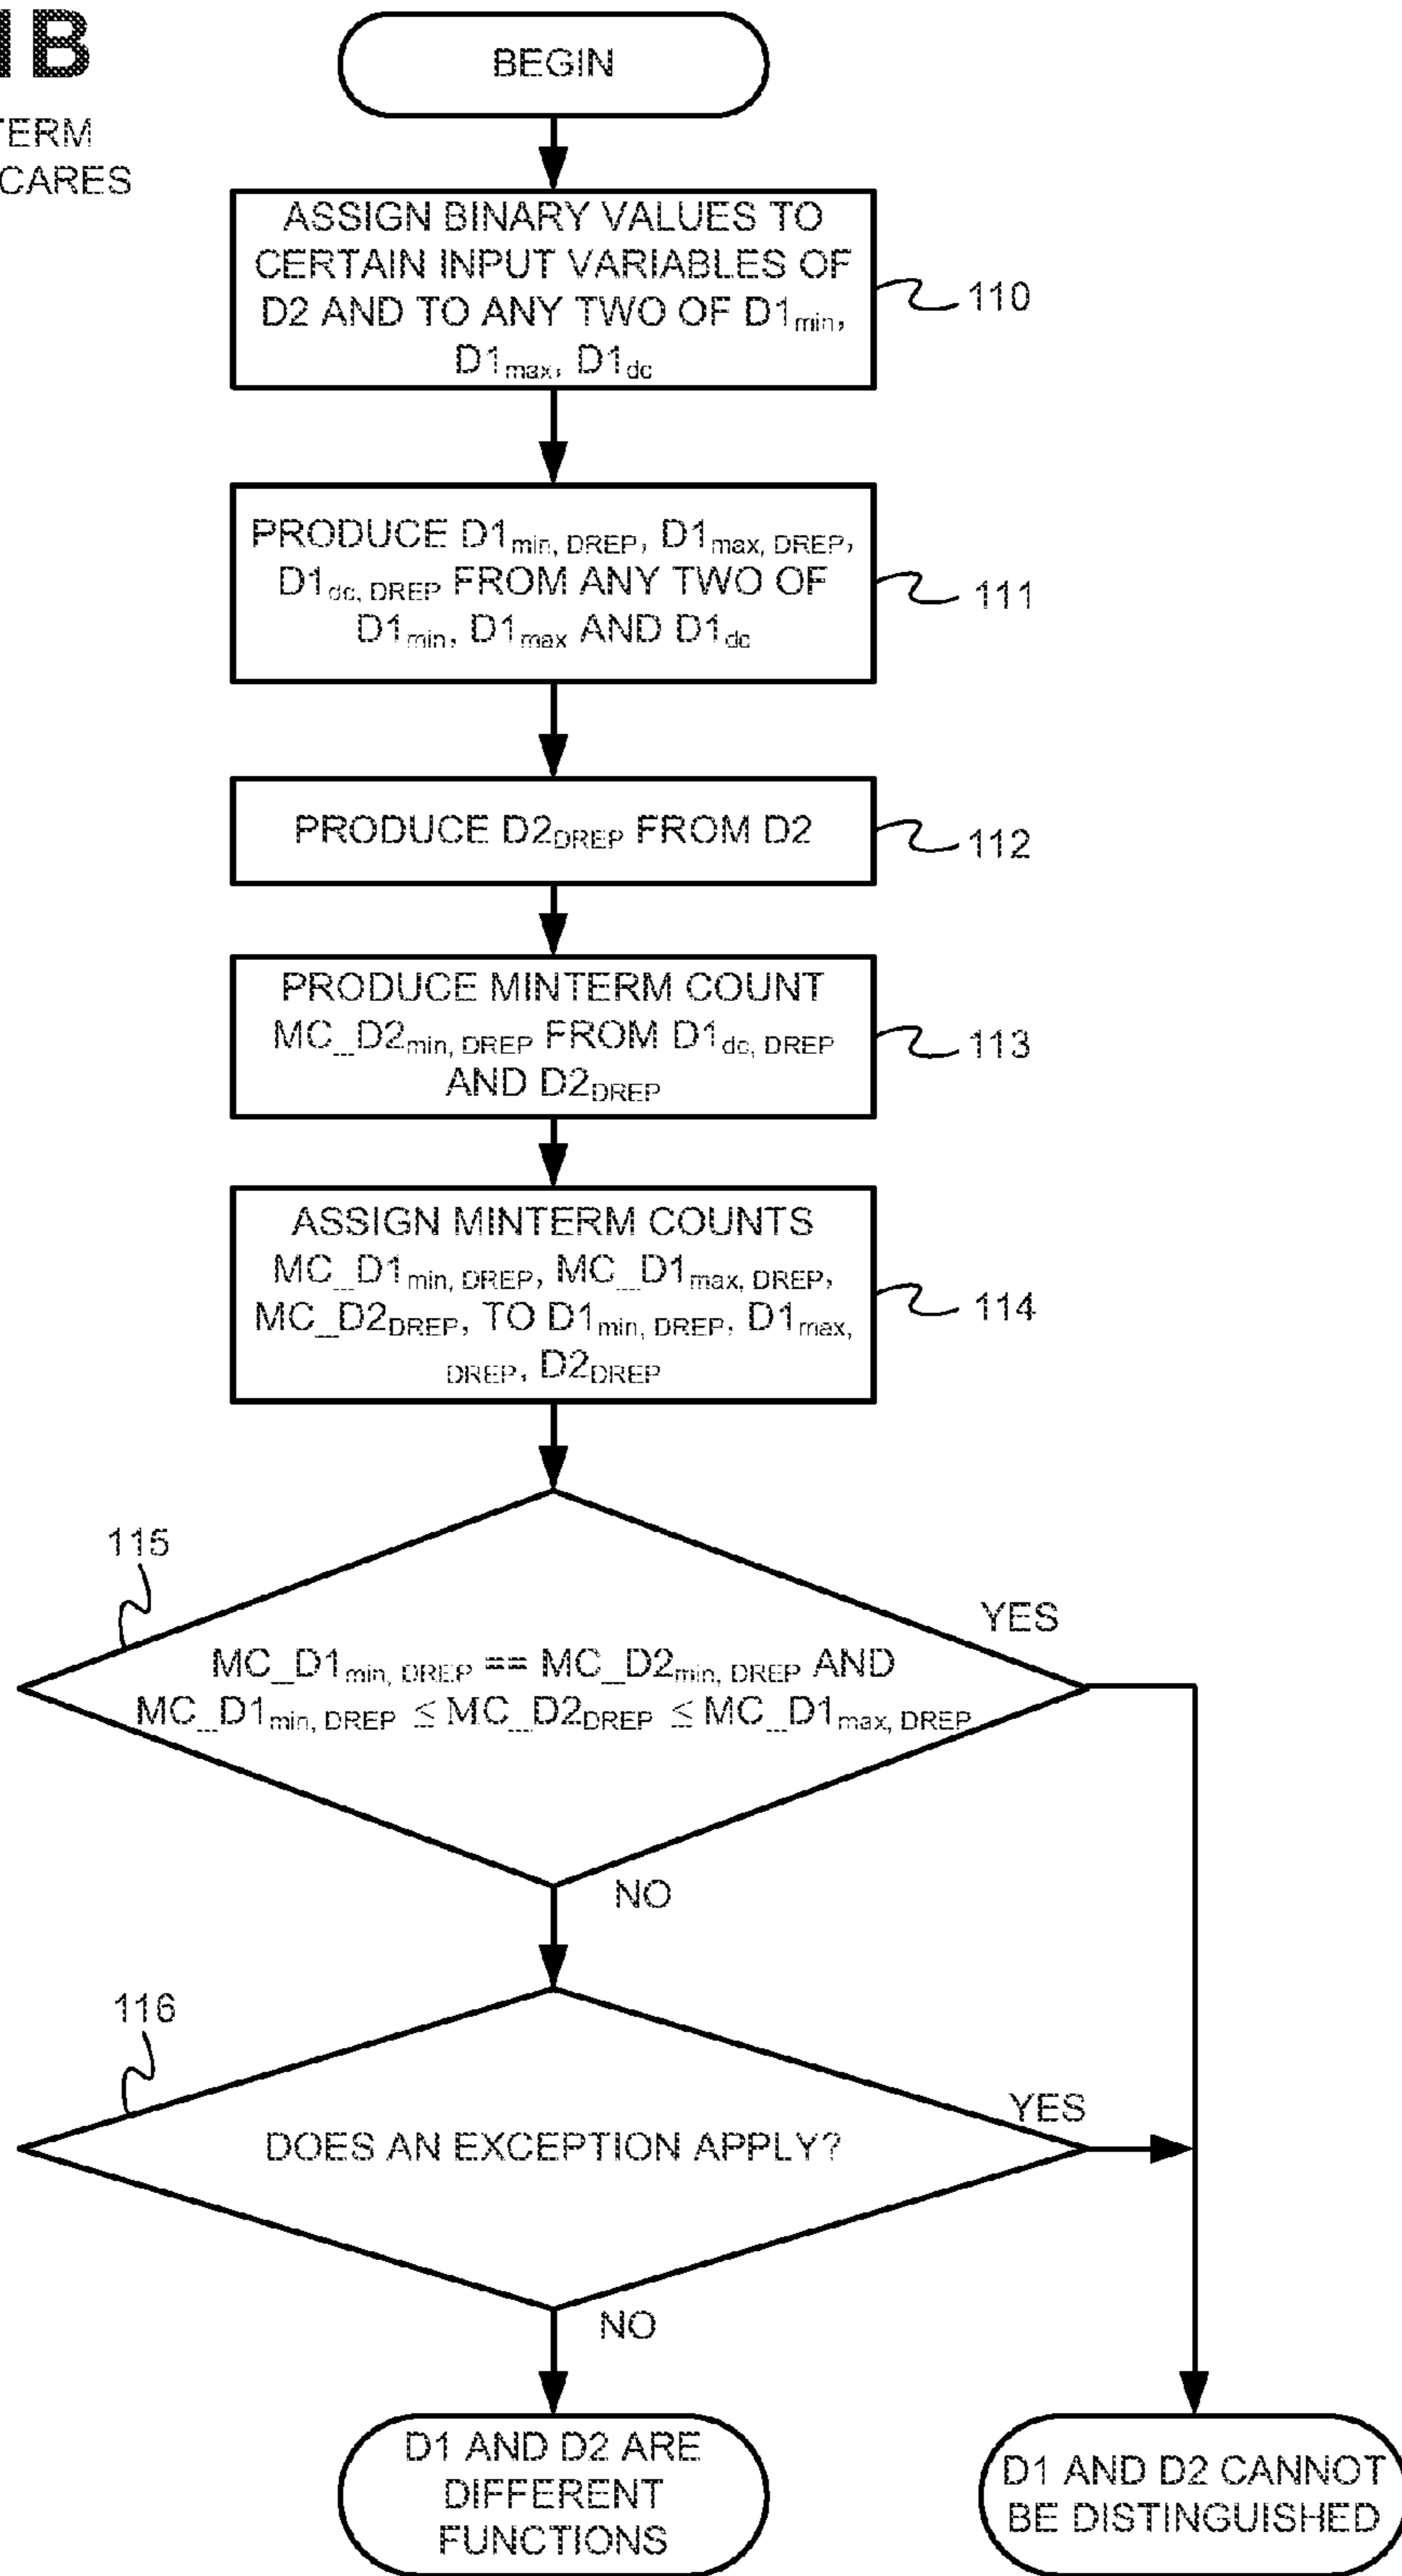 1B
TERM
CARES
BEGIN
ASSIGN BINARY VALUES TO
CERTAIN INPUT VARIABLES OF
D2 AND TO ANY TWO OF D1min,
D1max, D1dc
110
PRODUCE D1min, DREP, D1max, DREP,
D1dc, DREP FROM ANY TWO OF
D1min, D1max AND D1dc
111
PRODUCE D2DREP FROM D2
112
PRODUCE MINTERM COUNT
MC_D2min, DREP FROM D1dc, DREP
AND D2DREP
113
ASSIGN MINTERM COUNTS
MC_D1min, DREP, MC_D1max, DREP,
MC_D2DREP, TO D1min, DREP, D1max,
DREP, D2DREP
114
115
YES
MC_D1min, DREP == MC_D2min, DREP AND
MC_D1min, DREP ≤ MC_D2DREP ≤ MC_D1max, DREP
NO
116
YES
DOES AN EXCEPTION APPLY?
NO
D1 AND D2 ARE
DIFFERENT
FUNCTIONS
D1 AND D2 CANNOT
BE DISTINGUISHED